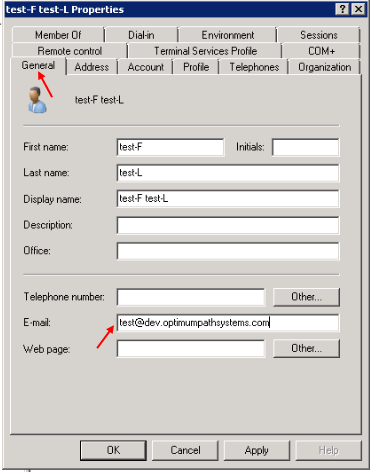 test-F test-L Properties
Member Of Dial-in Environment Sessions
Remote control Terminal Services Profile COM+
General Address Account Profile Telephones Organization
test-F test-L
First name: test-F Initials:
Last name: test-L
Display name: test-F test-L
Description:
Office:
Telephone number: Other...
E-mail: test@dev.optimumpathsystems.com
Web page: Other...
OK Cancel Apply Help